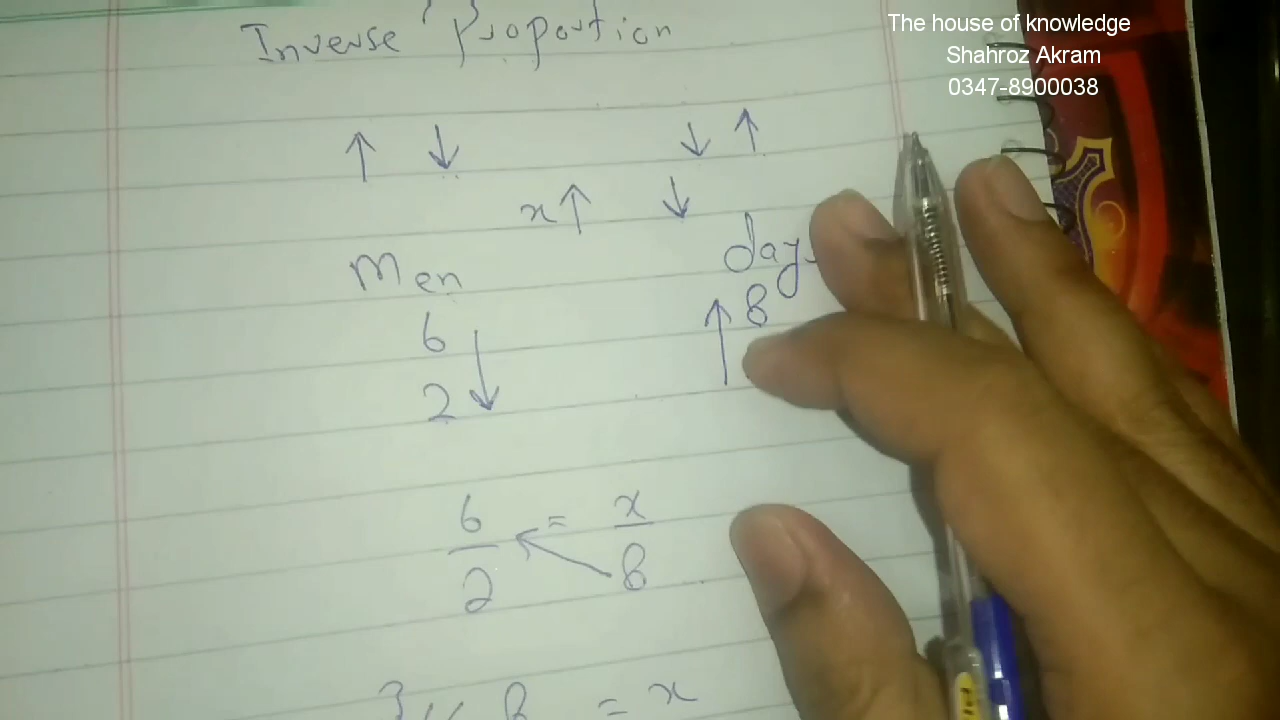 The house of knowledge
Shahroz Akram
0347-8900038
Inverse Proportion
↑ ↓ ↓ ↑
x ↑ ↓
Men days
6 ↓ ↑ 8
2
6/2 = x/8
3 × 8 = x